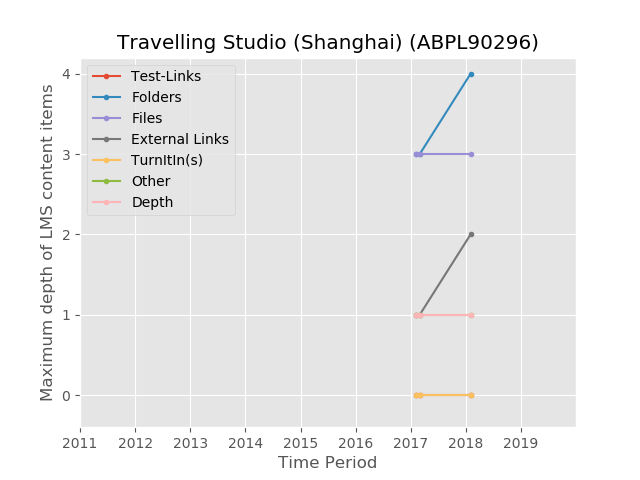 Travelling Studio (Shanghai) (ABPL90296)
Test-Links
Folders
Files
External Links
TurnItIn(s)
Other
Depth
Maximum depth of LMS content items
4
3
2
1
0
2011 2012 2013 2014 2015 2016 2017 2018 2019
Time Period